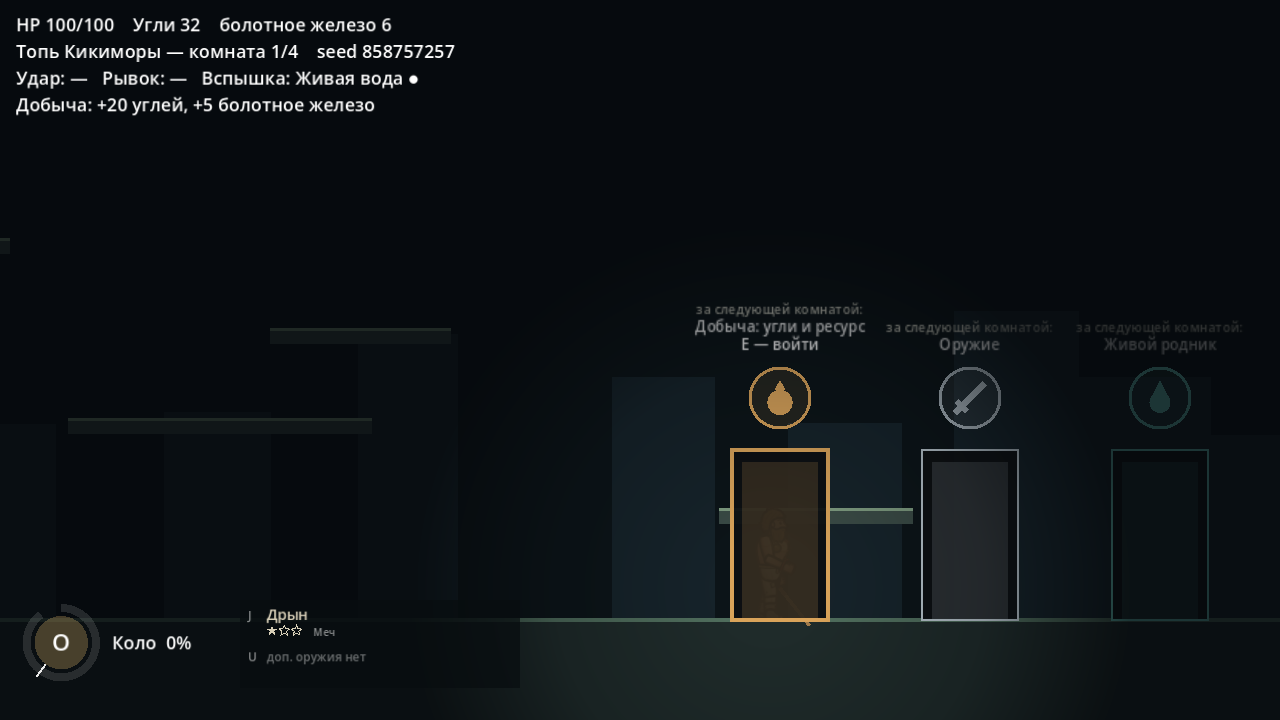 HP 100/100 Угли 32 болотное железо 6
Топь Кикиморы — комната 1/4 seed 858757257
Удар: — Рывок: — Вспышка: Живая вода ●
Добыча: +20 углей, +5 болотное железо
за следующей комнатой:
Добыча: угли и ресурс
E — войти
за следующей комнатой:
Оружие
за следующей комнатой:
Живой родник
О
Коло 0%
J Дрын
★☆☆ Меч
U доп. оружия нет